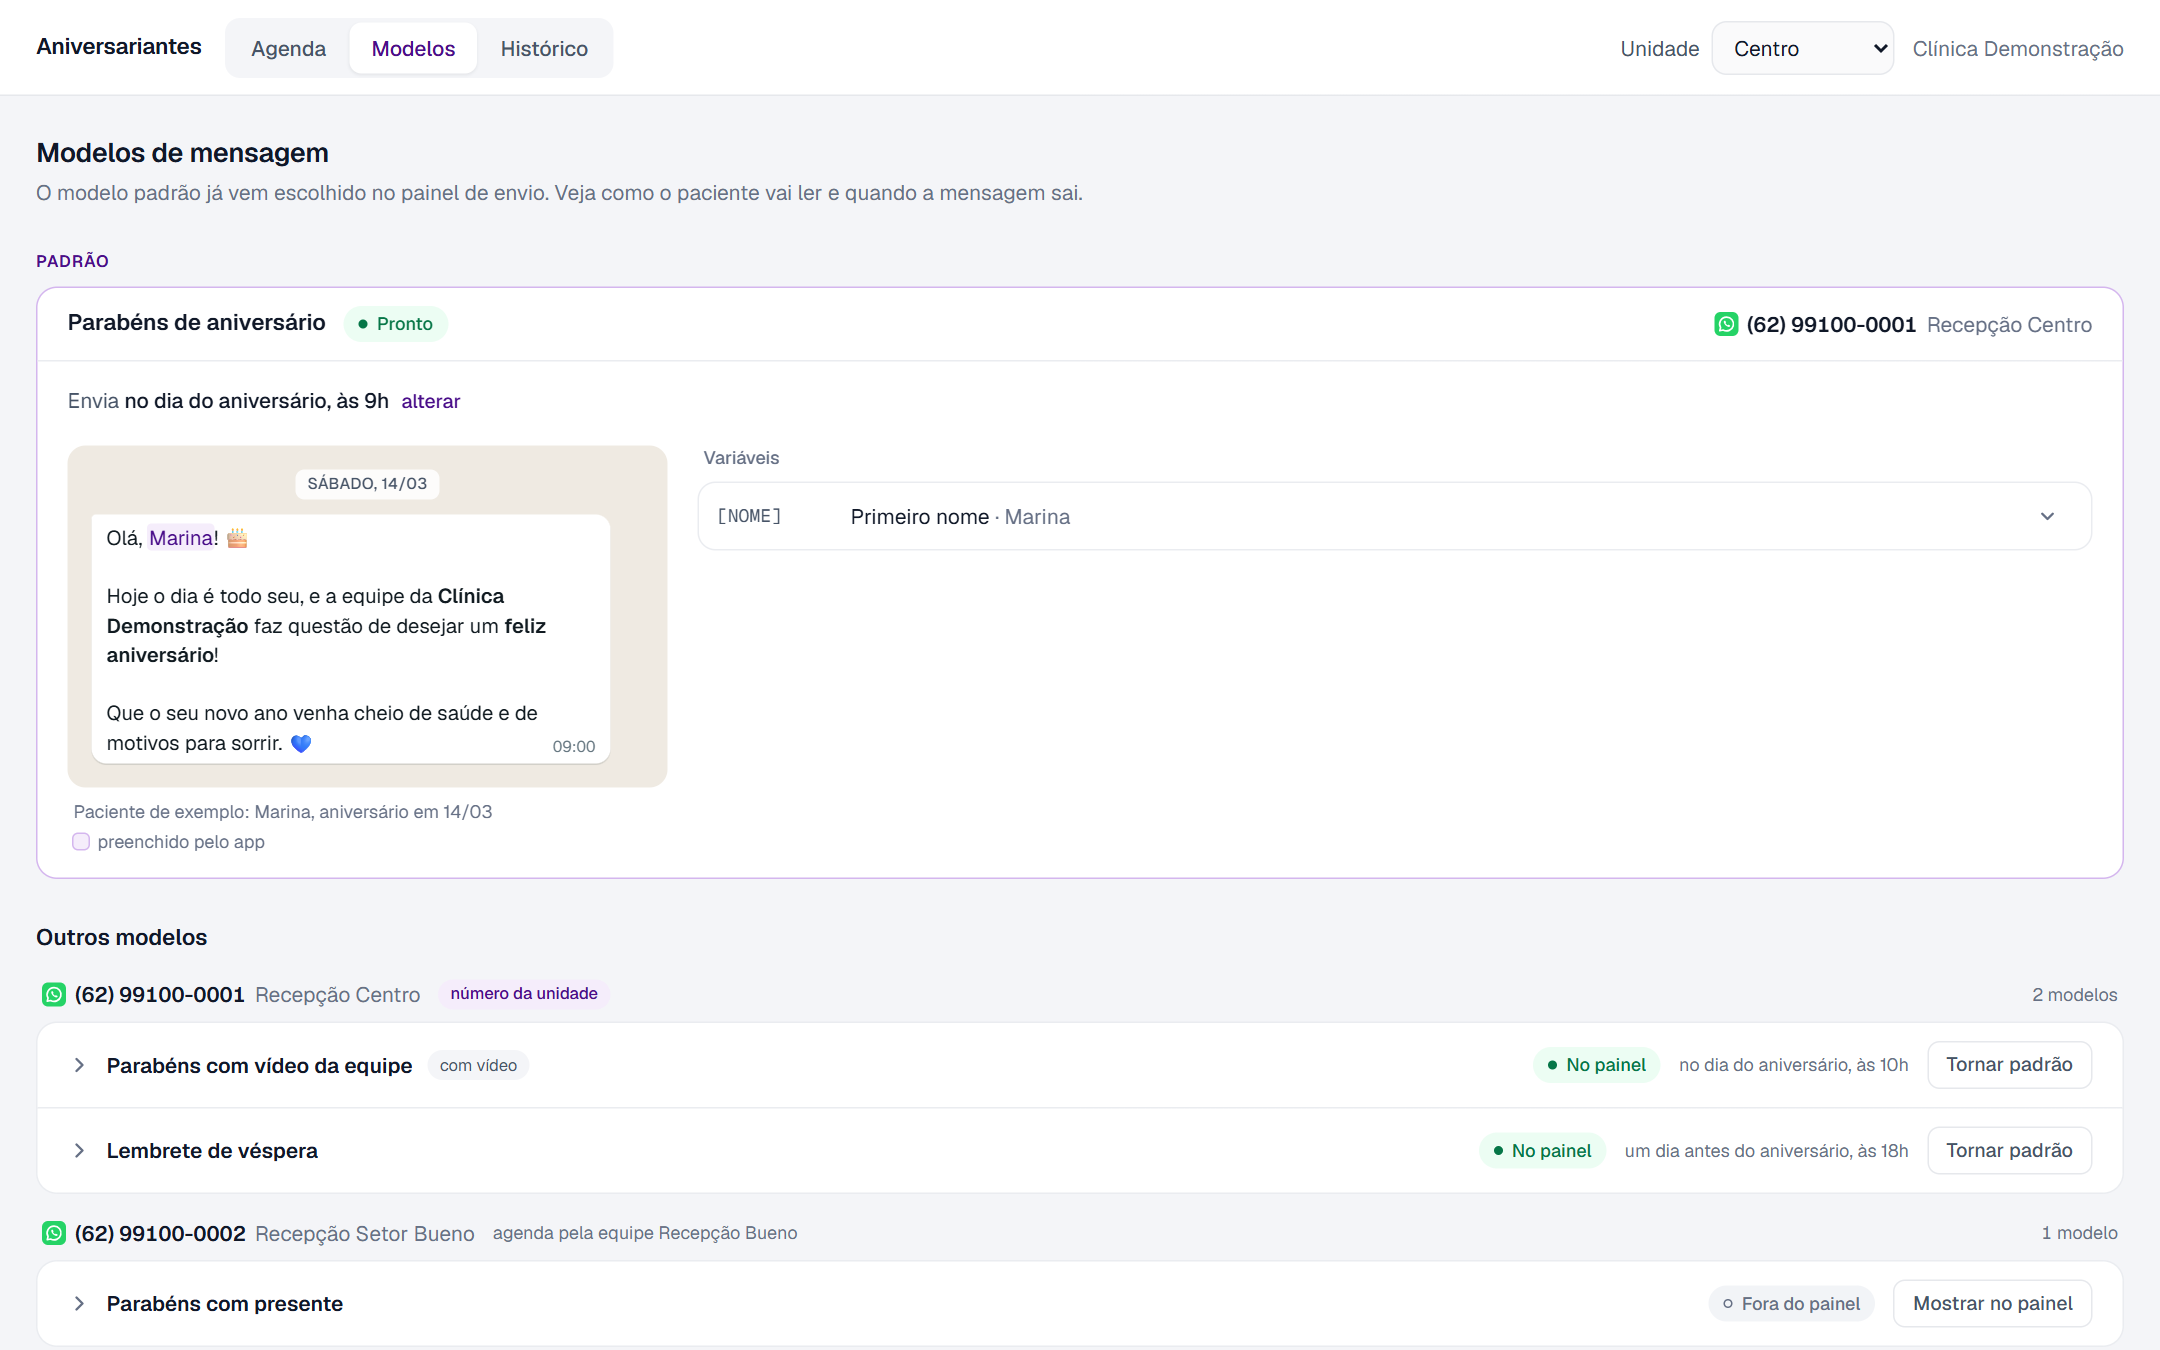 Aniversariantes
Agenda
Modelos
Histórico
Unidade
Centro
Clínica Demonstração
Modelos de mensagem
O modelo padrão já vem escolhido no painel de envio. Veja como o paciente vai ler e quando a mensagem sai.
PADRÃO
Parabéns de aniversário
Pronto
(62) 99100-0001 Recepção Centro
Envia no dia do aniversário, às 9h alterar
SÁBADO, 14/03
Olá, Marina! 🎂
Hoje o dia é todo seu, e a equipe da Clínica
Demonstração faz questão de desejar um feliz
aniversário!
Que o seu novo ano venha cheio de saúde e de
motivos para sorrir. 💙
09:00
Paciente de exemplo: Marina, aniversário em 14/03
preenchido pelo app
Variáveis
[NOME]
Primeiro nome · Marina
Outros modelos
(62) 99100-0001 Recepção Centro
número da unidade
2 modelos
Parabéns com vídeo da equipe
com vídeo
No painel
no dia do aniversário, às 10h
Tornar padrão
Lembrete de véspera
No painel
um dia antes do aniversário, às 18h
Tornar padrão
(62) 99100-0002 Recepção Setor Bueno
agenda pela equipe Recepção Bueno
1 modelo
Parabéns com presente
Fora do painel
Mostrar no painel